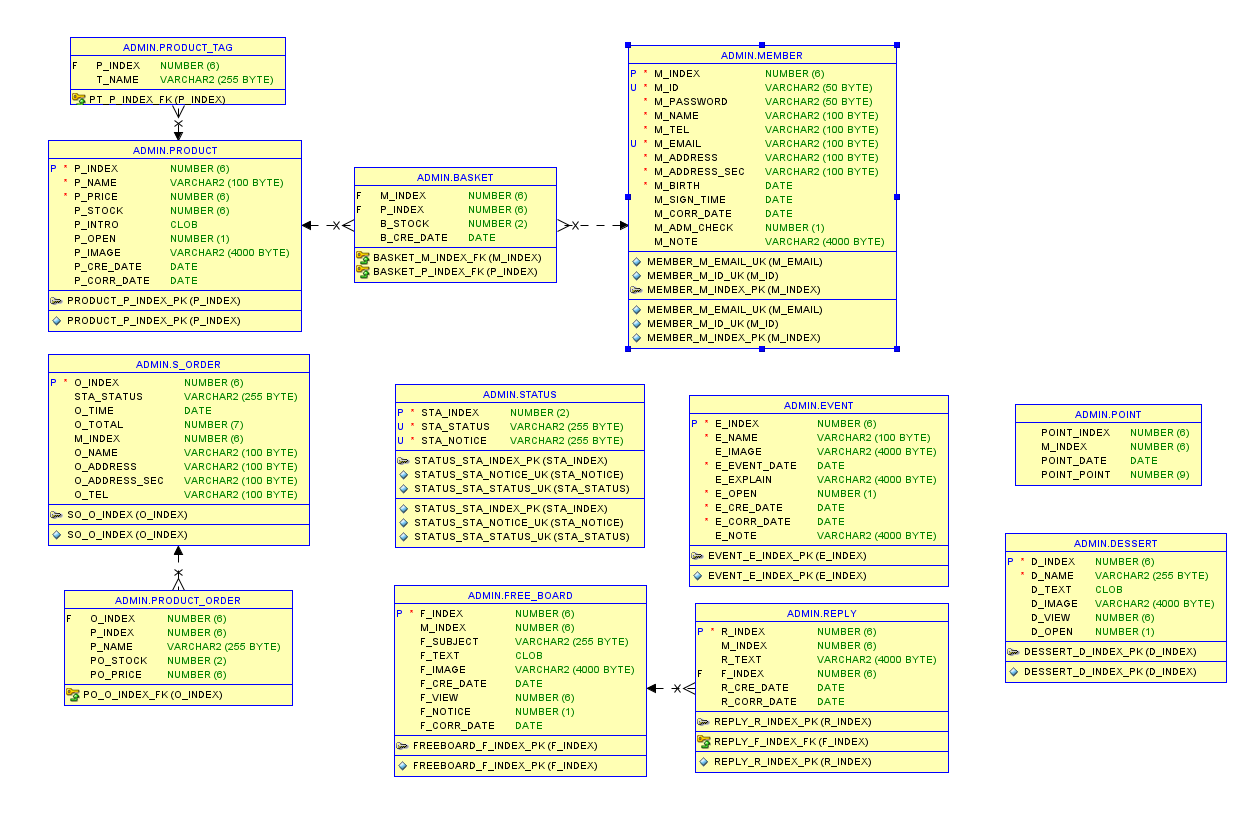 ADMIN.PRODUCT_TAG
F P_INDEX NUMBER (6)
T_NAME VARCHAR2 (255 BYTE)
PT_P_INDEX_FK (P_INDEX)
ADMIN.PRODUCT
P * P_INDEX NUMBER (6)
* P_NAME VARCHAR2 (100 BYTE)
* P_PRICE NUMBER (6)
P_STOCK NUMBER (6)
P_INTRO CLOB
P_OPEN NUMBER (1)
P_IMAGE VARCHAR2 (4000 BYTE)
P_CRE_DATE DATE
P_CORR_DATE DATE
PRODUCT_P_INDEX_PK (P_INDEX)
PRODUCT_P_INDEX_PK (P_INDEX)
ADMIN.BASKET
F M_INDEX NUMBER (6)
F P_INDEX NUMBER (6)
B_STOCK NUMBER (2)
B_CRE_DATE DATE
BASKET_M_INDEX_FK (M_INDEX)
BASKET_P_INDEX_FK (P_INDEX)
ADMIN.MEMBER
P * M_INDEX NUMBER (6)
U * M_ID VARCHAR2 (50 BYTE)
* M_PASSWORD VARCHAR2 (50 BYTE)
* M_NAME VARCHAR2 (100 BYTE)
* M_TEL VARCHAR2 (100 BYTE)
U * M_EMAIL VARCHAR2 (100 BYTE)
* M_ADDRESS VARCHAR2 (100 BYTE)
* M_ADDRESS_SEC VARCHAR2 (100 BYTE)
* M_BIRTH DATE
M_SIGN_TIME DATE
M_CORR_DATE DATE
M_ADM_CHECK NUMBER (1)
M_NOTE VARCHAR2 (4000 BYTE)
MEMBER_M_EMAIL_UK (M_EMAIL)
MEMBER_M_ID_UK (M_ID)
MEMBER_M_INDEX_PK (M_INDEX)
MEMBER_M_EMAIL_UK (M_EMAIL)
MEMBER_M_ID_UK (M_ID)
MEMBER_M_INDEX_PK (M_INDEX)
ADMIN.S_ORDER
P * O_INDEX NUMBER (6)
STA_STATUS VARCHAR2 (255 BYTE)
O_TIME DATE
O_TOTAL NUMBER (7)
M_INDEX NUMBER (6)
O_NAME VARCHAR2 (100 BYTE)
O_ADDRESS VARCHAR2 (100 BYTE)
O_ADDRESS_SEC VARCHAR2 (100 BYTE)
O_TEL VARCHAR2 (100 BYTE)
SO_O_INDEX (O_INDEX)
SO_O_INDEX (O_INDEX)
ADMIN.STATUS
P * STA_INDEX NUMBER (2)
U * STA_STATUS VARCHAR2 (255 BYTE)
U * STA_NOTICE VARCHAR2 (255 BYTE)
STATUS_STA_INDEX_PK (STA_INDEX)
STATUS_STA_NOTICE_UK (STA_NOTICE)
STATUS_STA_STATUS_UK (STA_STATUS)
STATUS_STA_INDEX_PK (STA_INDEX)
STATUS_STA_NOTICE_UK (STA_NOTICE)
STATUS_STA_STATUS_UK (STA_STATUS)
ADMIN.EVENT
P * E_INDEX NUMBER (6)
* E_NAME VARCHAR2 (100 BYTE)
E_IMAGE VARCHAR2 (4000 BYTE)
* E_EVENT_DATE DATE
E_EXPLAIN VARCHAR2 (4000 BYTE)
* E_OPEN NUMBER (1)
* E_CRE_DATE DATE
* E_CORR_DATE DATE
E_NOTE VARCHAR2 (4000 BYTE)
EVENT_E_INDEX_PK (E_INDEX)
EVENT_E_INDEX_PK (E_INDEX)
ADMIN.POINT
POINT_INDEX NUMBER (6)
M_INDEX NUMBER (6)
POINT_DATE DATE
POINT_POINT NUMBER (9)
ADMIN.DESSERT
P * D_INDEX NUMBER (6)
* D_NAME VARCHAR2 (255 BYTE)
D_TEXT CLOB
D_IMAGE VARCHAR2 (4000 BYTE)
D_VIEW NUMBER (6)
D_OPEN NUMBER (1)
DESSERT_D_INDEX_PK (D_INDEX)
DESSERT_D_INDEX_PK (D_INDEX)
ADMIN.PRODUCT_ORDER
F O_INDEX NUMBER (6)
P_INDEX NUMBER (6)
P_NAME VARCHAR2 (255 BYTE)
PO_STOCK NUMBER (2)
PO_PRICE NUMBER (6)
PO_O_INDEX_FK (O_INDEX)
ADMIN.FREE_BOARD
P * F_INDEX NUMBER (6)
M_INDEX NUMBER (6)
F_SUBJECT VARCHAR2 (255 BYTE)
F_TEXT CLOB
F_IMAGE VARCHAR2 (4000 BYTE)
F_CRE_DATE DATE
F_VIEW NUMBER (6)
F_NOTICE NUMBER (1)
F_CORR_DATE DATE
FREEBOARD_F_INDEX_PK (F_INDEX)
FREEBOARD_F_INDEX_PK (F_INDEX)
ADMIN.REPLY
P * R_INDEX NUMBER (6)
M_INDEX NUMBER (6)
R_TEXT VARCHAR2 (4000 BYTE)
F F_INDEX NUMBER (6)
R_CRE_DATE DATE
R_CORR_DATE DATE
REPLY_R_INDEX_PK (R_INDEX)
REPLY_F_INDEX_FK (F_INDEX)
REPLY_R_INDEX_PK (R_INDEX)